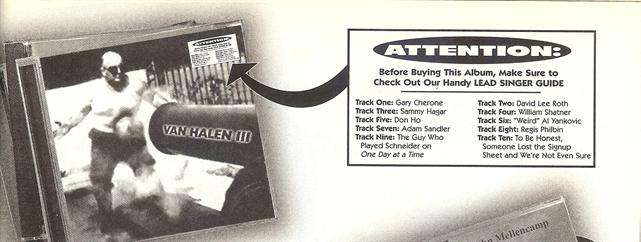 ATTENTION:
Before Buying This Album, Make Sure to
Check Out Our Handy LEAD SINGER GUIDE
Track One: Gary Cherone
Track Three: Sammy Hagar
Track Five: Don Ho
Track Seven: Adam Sandler
Track Nine: The Guy Who
Played Schneider on
One Day at a Time
Track Two: David Lee Roth
Track Four: William Shatner
Track Six: "Weird" Al Yankovic
Track Eight: Regis Philbin
Track Ten: To Be Honest,
Someone Lost the Signup
Sheet and We're Not Even Sure
ATTENTION:
VAN HALEN III
Mellencamp